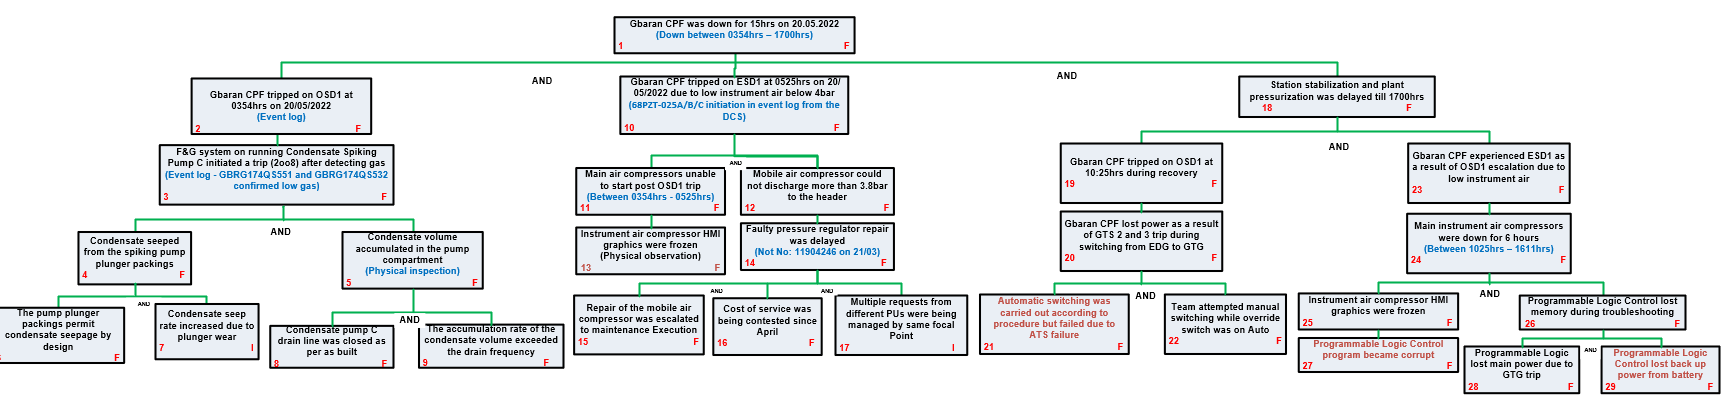 Gbaran CPF was down for 15hrs on 20.05.2022
(Down between 0354hrs – 1700hrs)
1 F
AND
AND
Gbaran CPF tripped on OSD1 at
0354hrs on 20/05/2022
(Event log)
2 F
Gbaran CPF tripped on ESD1 at 0525hrs on 20/
05/2022 due to low instrument air below 4bar
(68PZT-025A/B/C initiation in event log from the
DCS)
10 F
Station stabilization and plant
pressurization was delayed till 1700hrs
18 F
F&G system on running Condensate Spiking
Pump C initiated a trip (2oo8) after detecting gas
(Event log - GBRG174QS551 and GBRG174QS532
confirmed low gas)
3 F
AND
Main air compressors unable
to start post OSD1 trip
(Between 0354hrs - 0525hrs)
11 F
Mobile air compressor could
not discharge more than 3.8bar
to the header
12 F
AND
Gbaran CPF tripped on OSD1 at
10:25hrs during recovery
19 F
Gbaran CPF experienced ESD1 as
a result of OSD1 escalation due to
low instrument air
23 F
AND
Condensate seeped
from the spiking pump
plunger packings
4 F
Condensate volume
accumulated in the pump
compartment
(Physical inspection)
5 F
Instrument air compressor HMI
graphics were frozen
(Physical observation)
13 F
Faulty pressure regulator repair
was delayed
(Not No: 11904246 on 21/03)
14 F
Gbaran CPF lost power as a result
of GTS 2 and 3 trip during
switching from EDG to GTG
20 F
Main instrument air compressors
were down for 6 hours
(Between 1025hrs – 1611hrs)
24 F
AND
The pump plunger
packings permit
condensate seepage by
design
F
AND
Condensate seep
rate increased due to
plunger wear
7 I
AND
Condensate pump C
drain line was closed as
per as built
8 F
The accumulation rate of the
condensate volume exceeded
the drain frequency
9 F
AND
AND
Repair of the mobile air
compressor was escalated
to maintenance Execution
15 F
Cost of service was
being contested since
April
16 F
Multiple requests from
different PUs were being
managed by same focal
Point
17 I
AND
Automatic switching was
carried out according to
procedure but failed due to
ATS failure
21 F
Team attempted manual
switching while override
switch was on Auto
22 F
AND
Instrument air compressor HMI
graphics were frozen
25 F
Programmable Logic Control lost
memory during troubleshooting
26 F
Programmable Logic Control
program became corrupt
27 F
AND
Programmable Logic
lost main power due to
GTG trip
28 F
Programmable Logic
Control lost back up
power from battery
29 F